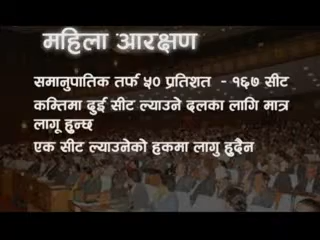 महिला आरक्षण
समानुपातिक तर्फ ५० प्रतिशत - १६७ सीट
कम्तिमा दुई सीट ल्याउने दलका लागि मात्र
लागू हुन्छ
एक सीट ल्याउनेको हकमा लागु हुदैन